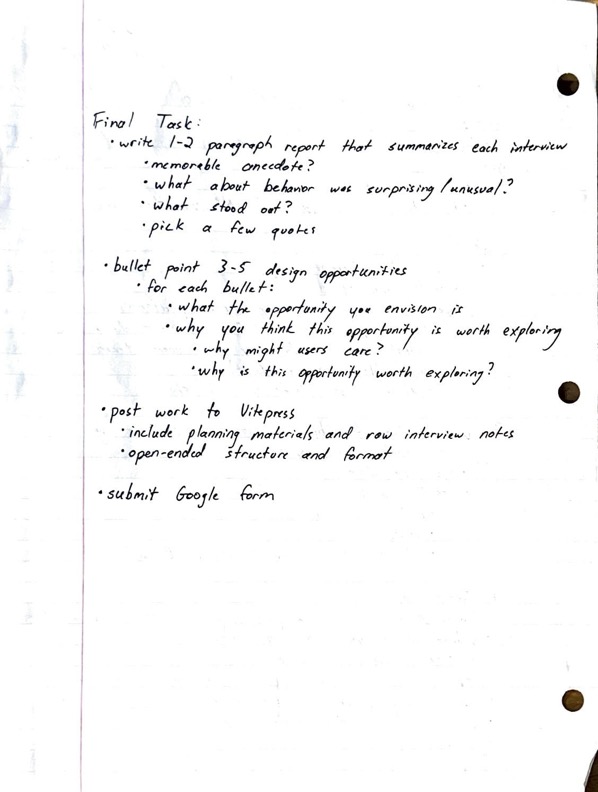 Final Task:
• write 1-2 paragraph report that summarizes each interview
• memorable anecdote?
• what about behavior was surprising/unusual?
• what stood out?
• pick a few quotes
• bullet point 3-5 design opportunities
• for each bullet:
• what the opportunity you envision is
• why you think this opportunity is worth exploring
• why might users care?
• why is this opportunity worth exploring?
• post work to Vitepress
• include planning materials and raw interview notes
• open-ended structure and format
• submit Google form